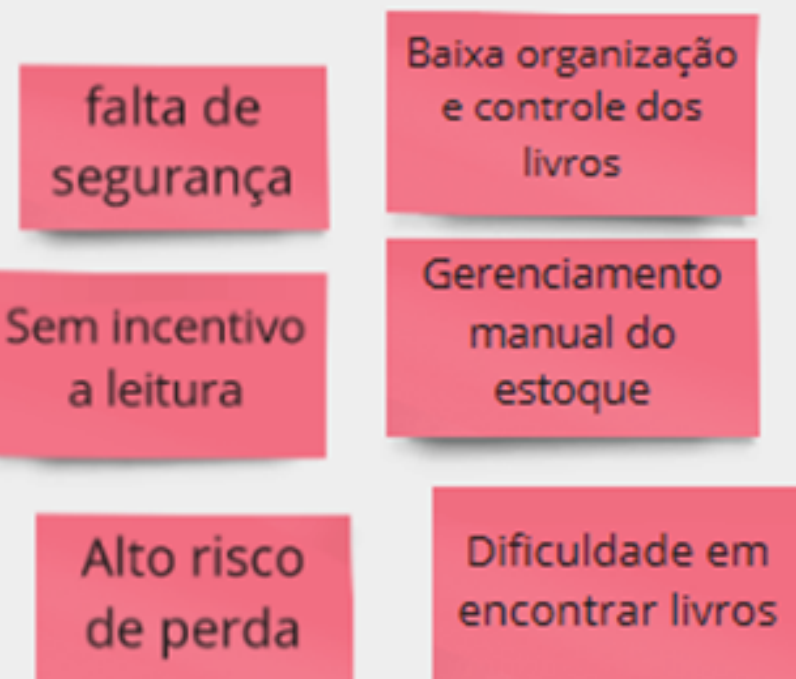 falta de
segurança
Baixa organização
e controle dos
livros
Sem incentivo
a leitura
Gerenciamento
manual do
estoque
Alto risco
de perda
Dificuldade em
encontrar livros